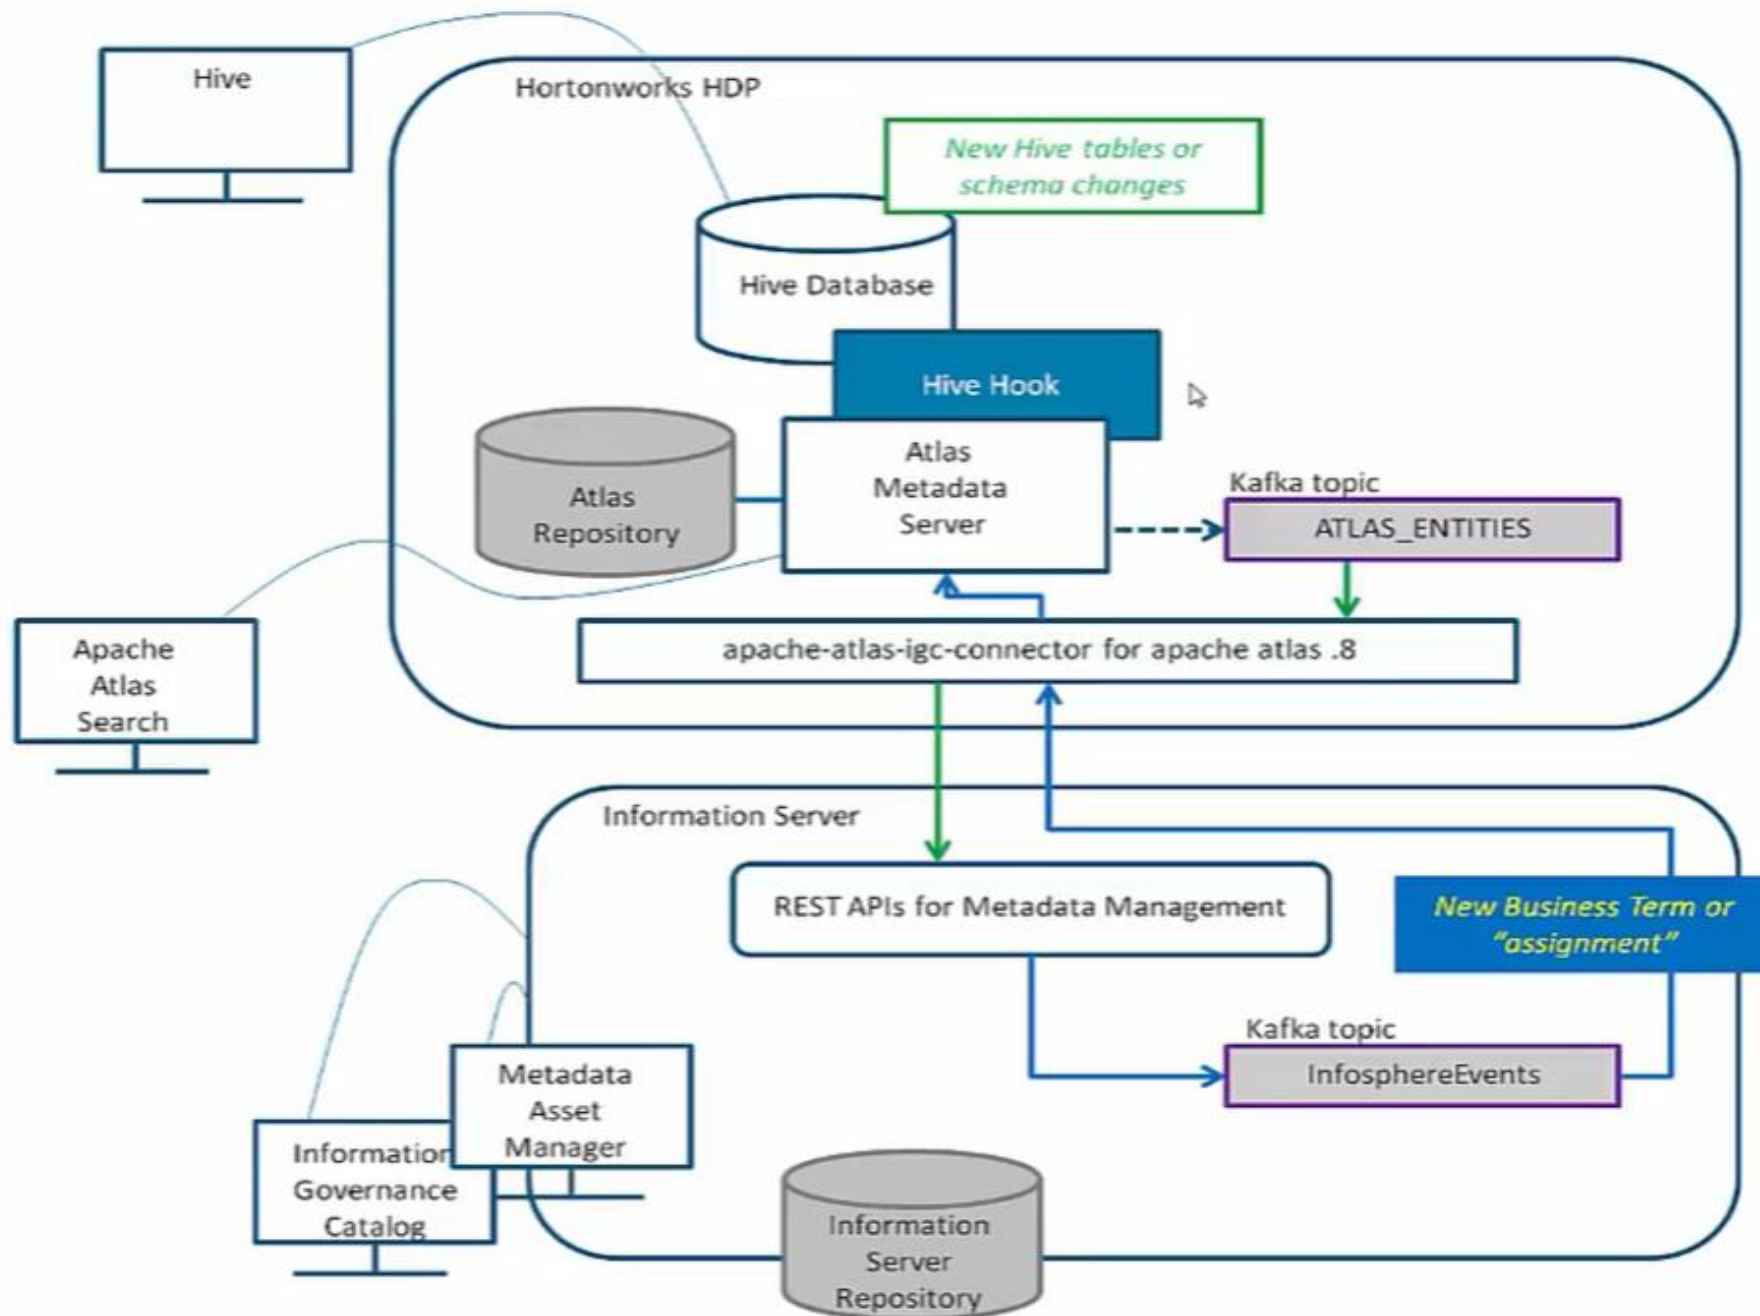 Hive
Hortonworks HDP
New Hive tables or
schema changes
Hive Database
Hive Hook
Atlas
Metadata
Server
Atlas
Repository
Kafka topic
ATLAS_ENTITIES
Apache
Atlas
Search
apache-atlas-igc-connector for apache atlas .8
Information Server
REST APIs for Metadata Management
New Business Term or
"assignment"
Kafka topic
InfosphereEvents
Metadata
Asset
Manager
Information
Governance
Catalog
Information
Server
Repository